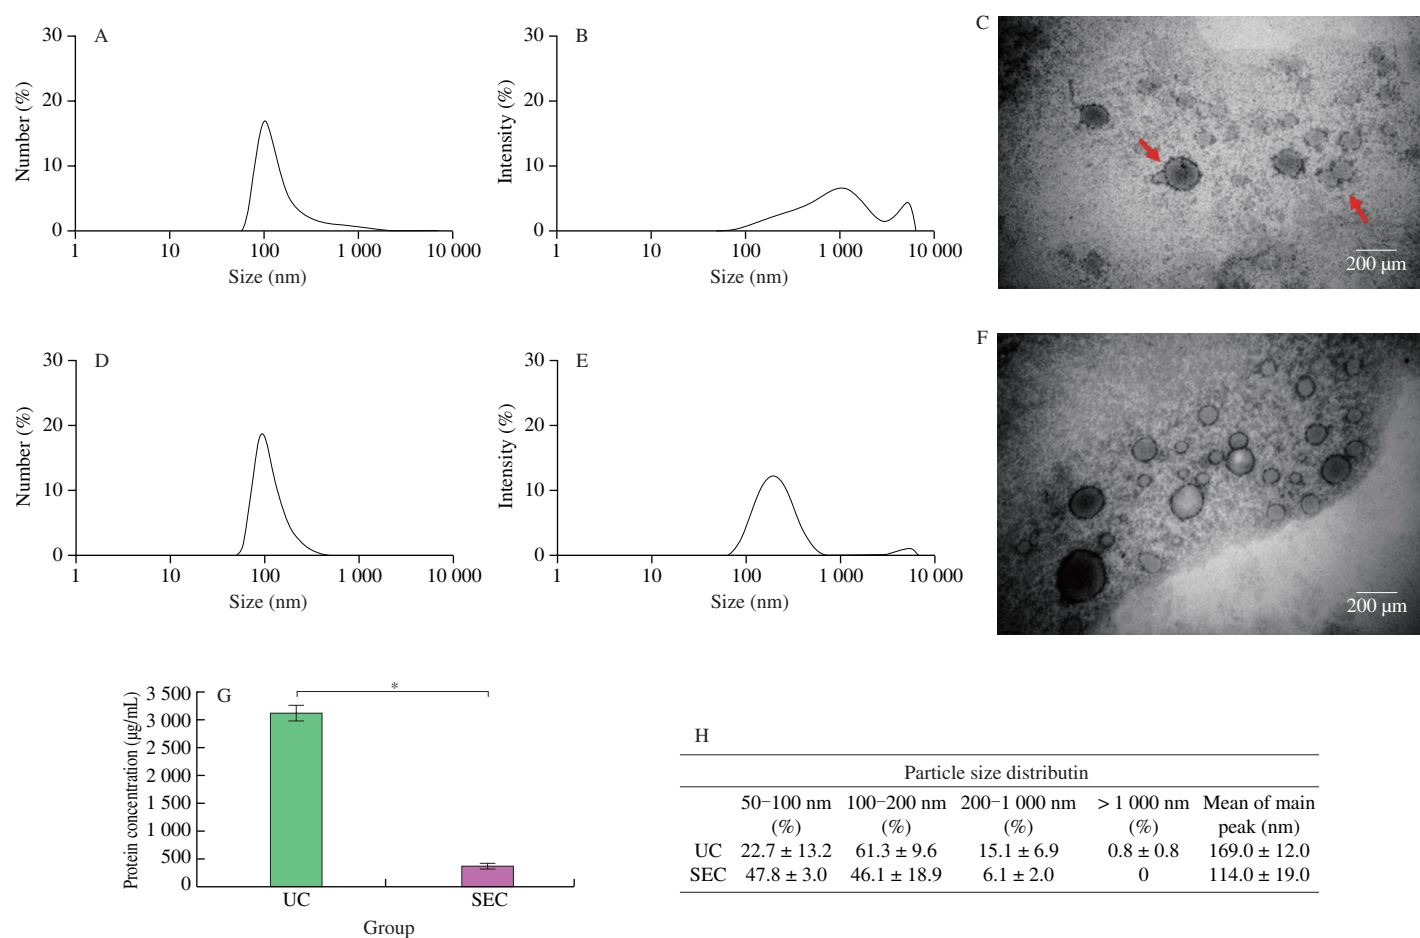 A
Number (%)
30
20
10
0
1
10
100
1 000
10 000
Size (nm)
B
Intensity (%)
30
20
10
0
1
10
100
1 000
10 000
Size (nm)
C
200 μm
D
Number (%)
30
20
10
0
1
10
100
1 000
10 000
Size (nm)
E
Intensity (%)
30
20
10
0
1
10
100
1 000
10 000
Size (nm)
F
200 μm
G
Protein concentration (μg/mL)
3 500
3 000
2 500
2 000
1 500
1 000
500
0
*
UC
SEC
Group
H
Particle size distributin
50−100 nm 100−200 nm 200−1 000 nm > 1 000 nm Mean of main
(%) (%) (%) (%) peak (nm)
UC 22.7 ± 13.2 61.3 ± 9.6 15.1 ± 6.9 0.8 ± 0.8 169.0 ± 12.0
SEC 47.8 ± 3.0 46.1 ± 18.9 6.1 ± 2.0 0 114.0 ± 19.0